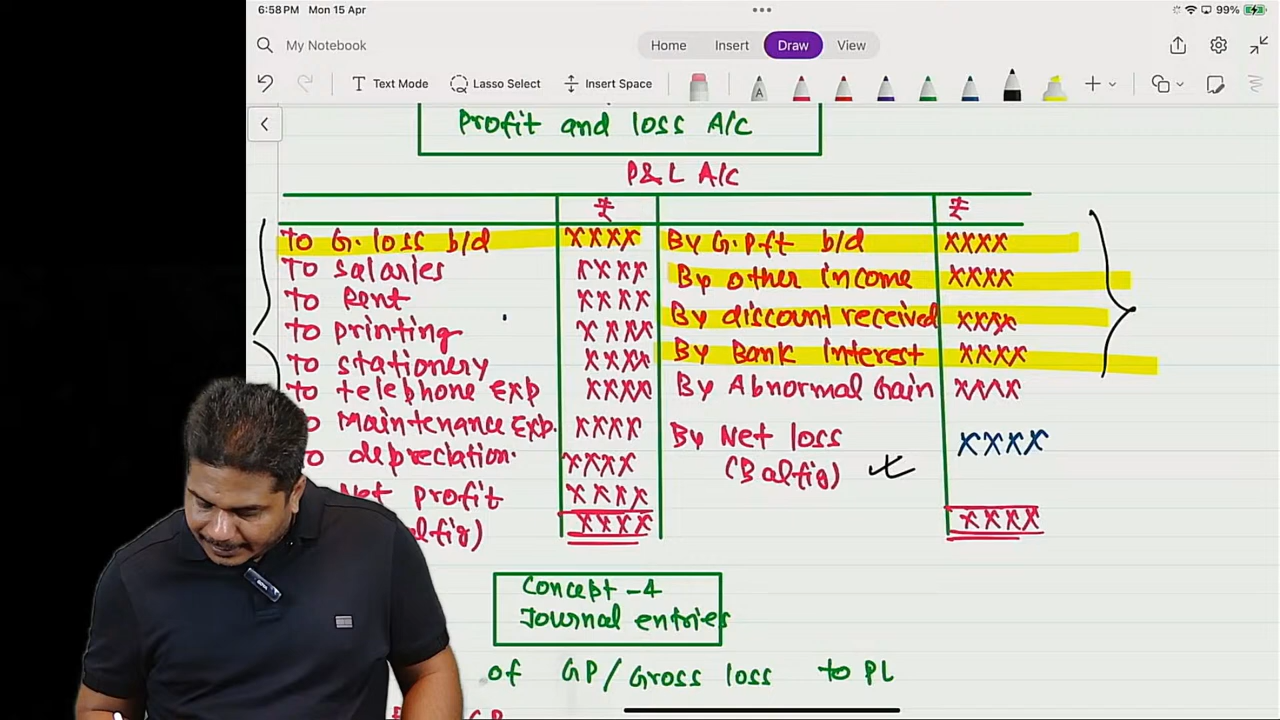 6:58 PM Mon 15 Apr
99%
My Notebook
Home Insert Draw View
Text Mode Lasso Select Insert Space
Profit and loss A/c
P&L A/c
₹ ₹
To G. loss b/d xxxx By G. Pft b/d xxxx
To salaries xxxx By other income xxxx
To Rent xxxx By discount received xxxx
To printing xxxx By Bank Interest xxxx
To stationery xxxx By Abnormal Gain xxxx
To telephone Exp xxxx By Net loss xxxx
Maintenance Exp. xxxx (Balfig)
depreciation. xxxx
Net profit xxxx
xxxx xxxx
Concept -4
Journal entries
of GP/Gross loss to PL
GP